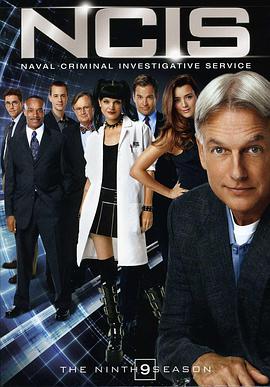 NCIS
NAVAL CRIMINAL INVESTIGATIVE SERVICE
THE NINTH 9 SEASON